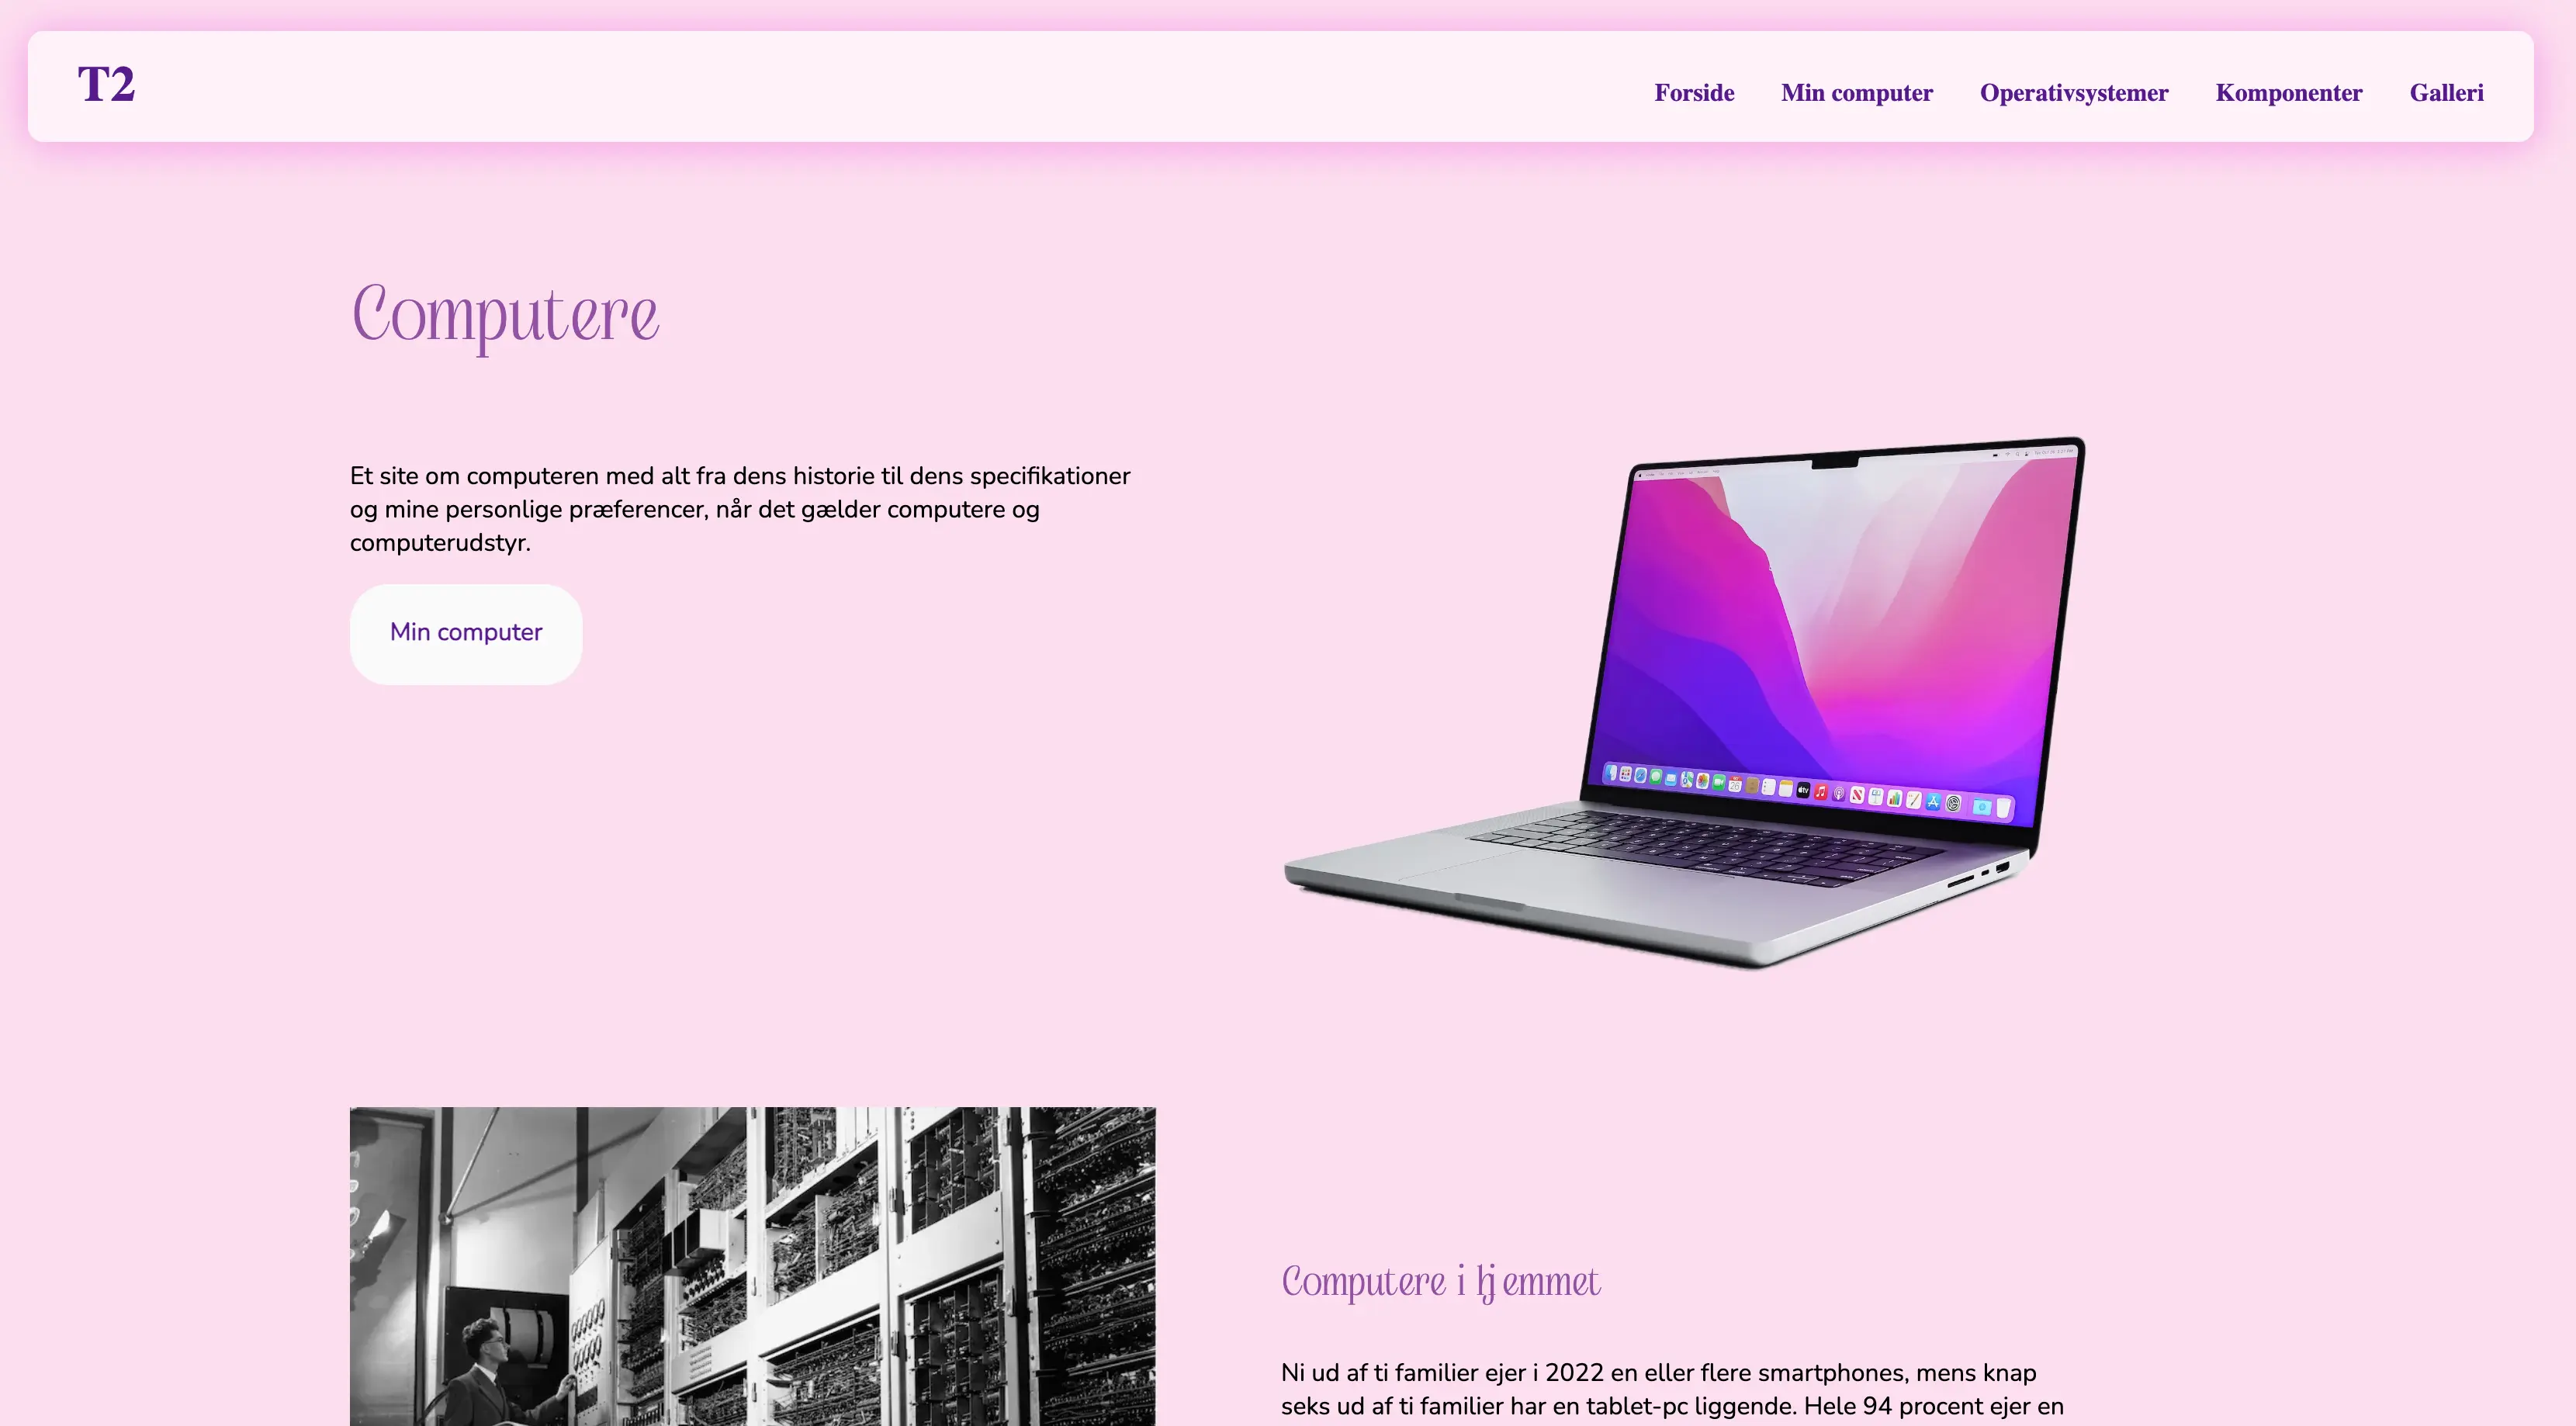 T2
Forside Min computer Operativsystemer Komponenter Galleri
Computere
Et site om computeren med alt fra dens historie til dens specifikationer
og mine personlige præferencer, når det gælder computere og
computerudstyr.
Min computer
Computere i hjemmet
Ni ud af ti familier ejer i 2022 en eller flere smartphones, mens knap
seks ud af ti familier har en tablet-pc liggende. Hele 94 procent ejer en